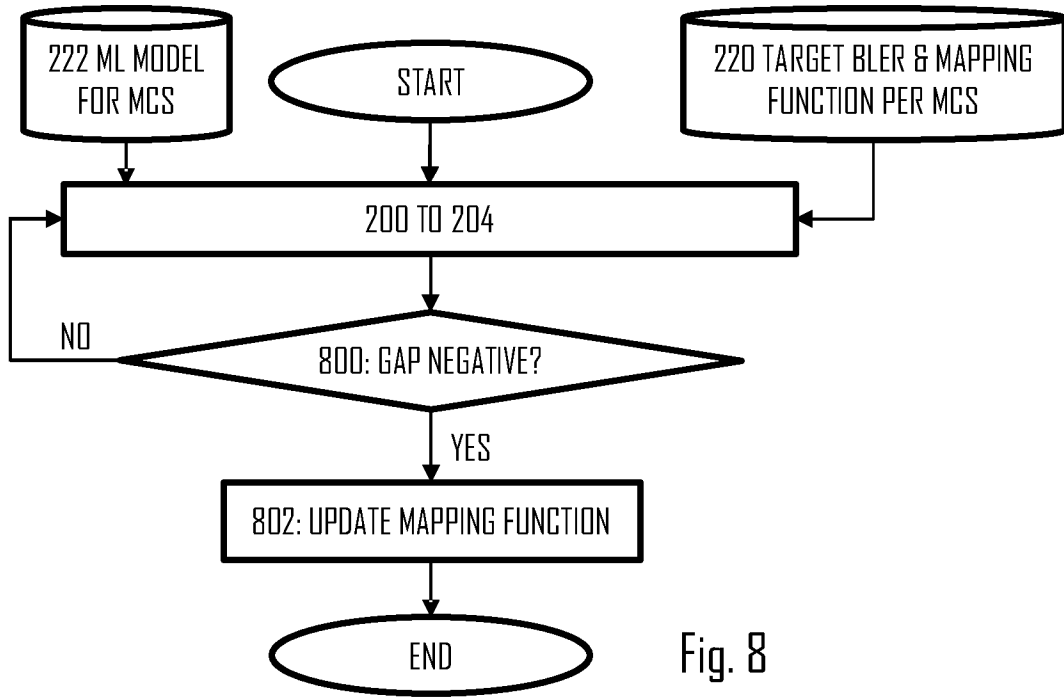 222 ML MODEL
FOR MCS
START
220 TARGET BLER & MAPPING
FUNCTION PER MCS
200 TO 204
NO
800: GAP NEGATIVE?
YES
802: UPDATE MAPPING FUNCTION
END
Fig. 8